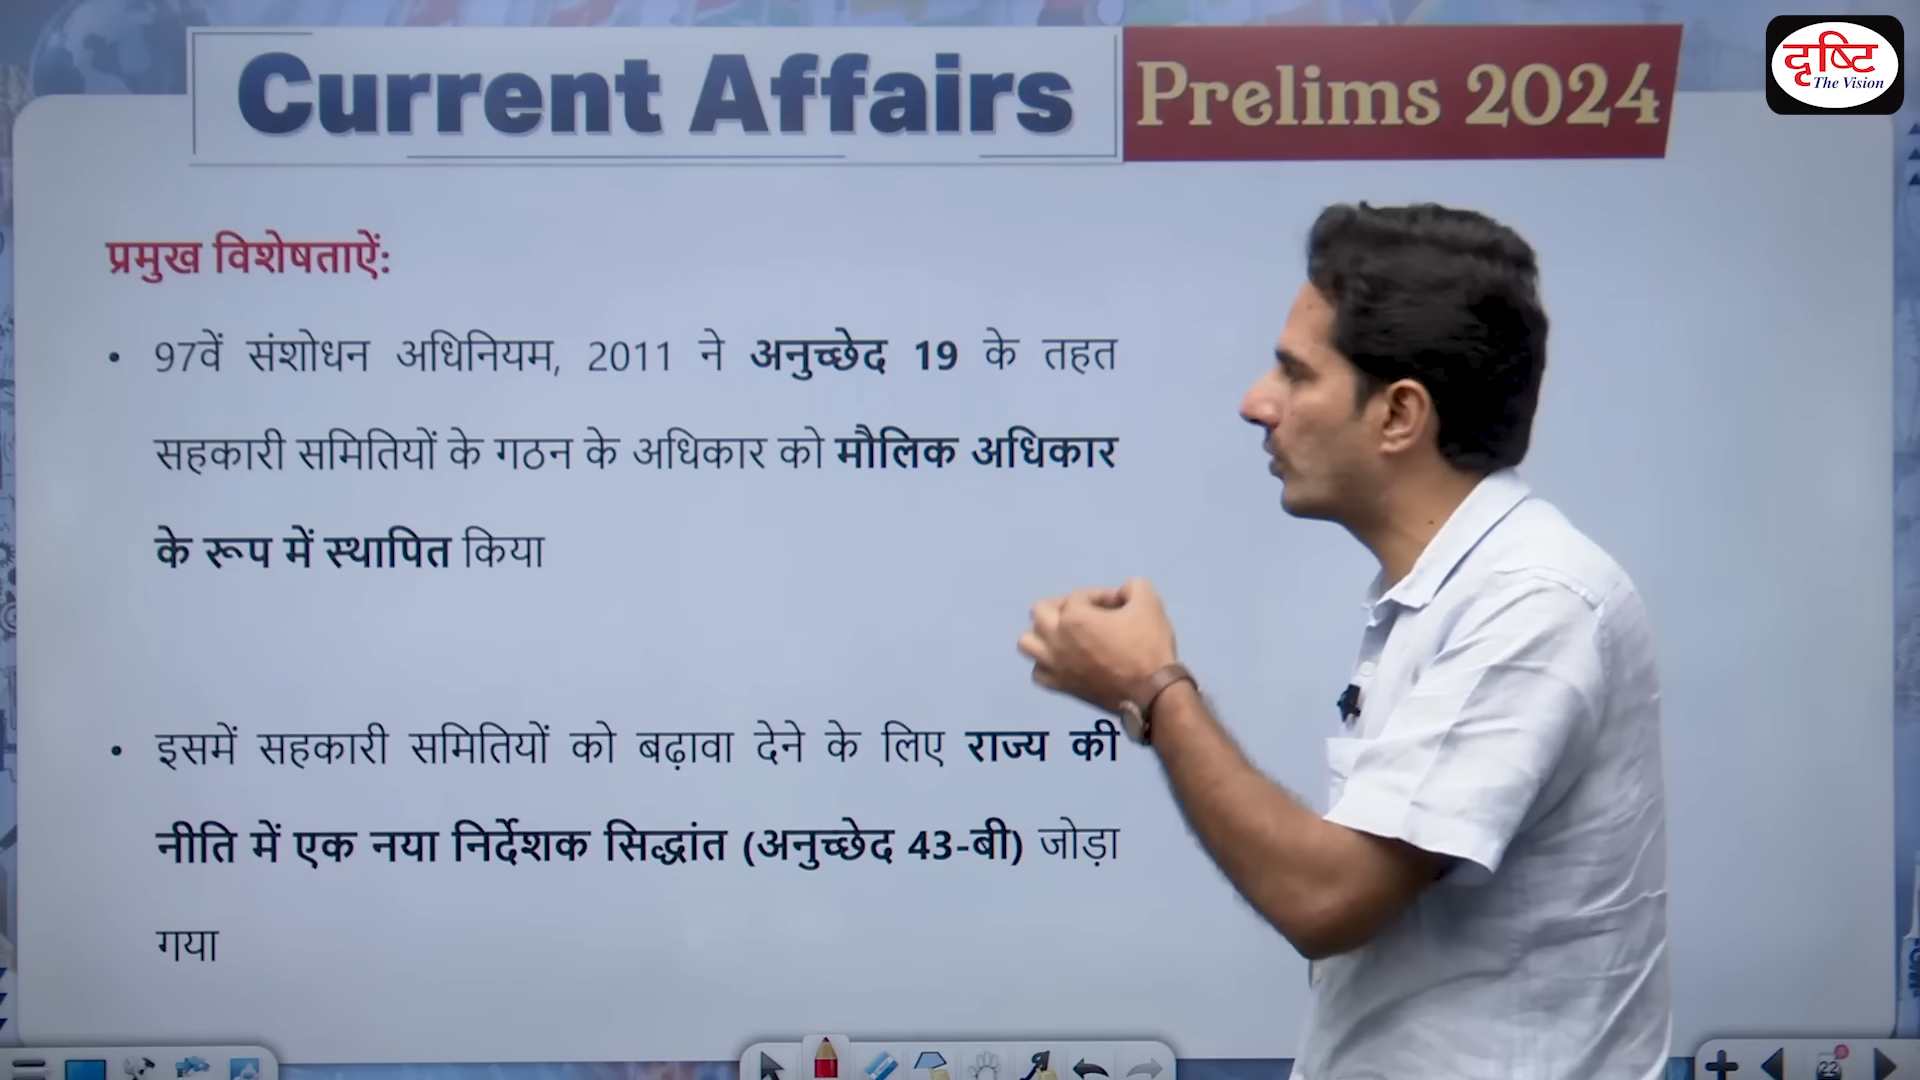 Current Affairs Prelims 2024
दृष्टि
The Vision
प्रमुख विशेषताऐं:
• 97वें संशोधन अधिनियम, 2011 ने अनुच्छेद 19 के तहत
सहकारी समितियों के गठन के अधिकार को मौलिक अधिकार
के रूप में स्थापित किया
• इसमें सहकारी समितियों को बढ़ावा देने के लिए राज्य की
नीति में एक नया निर्देशक सिद्धांत (अनुच्छेद 43-बी) जोड़ा
गया
22